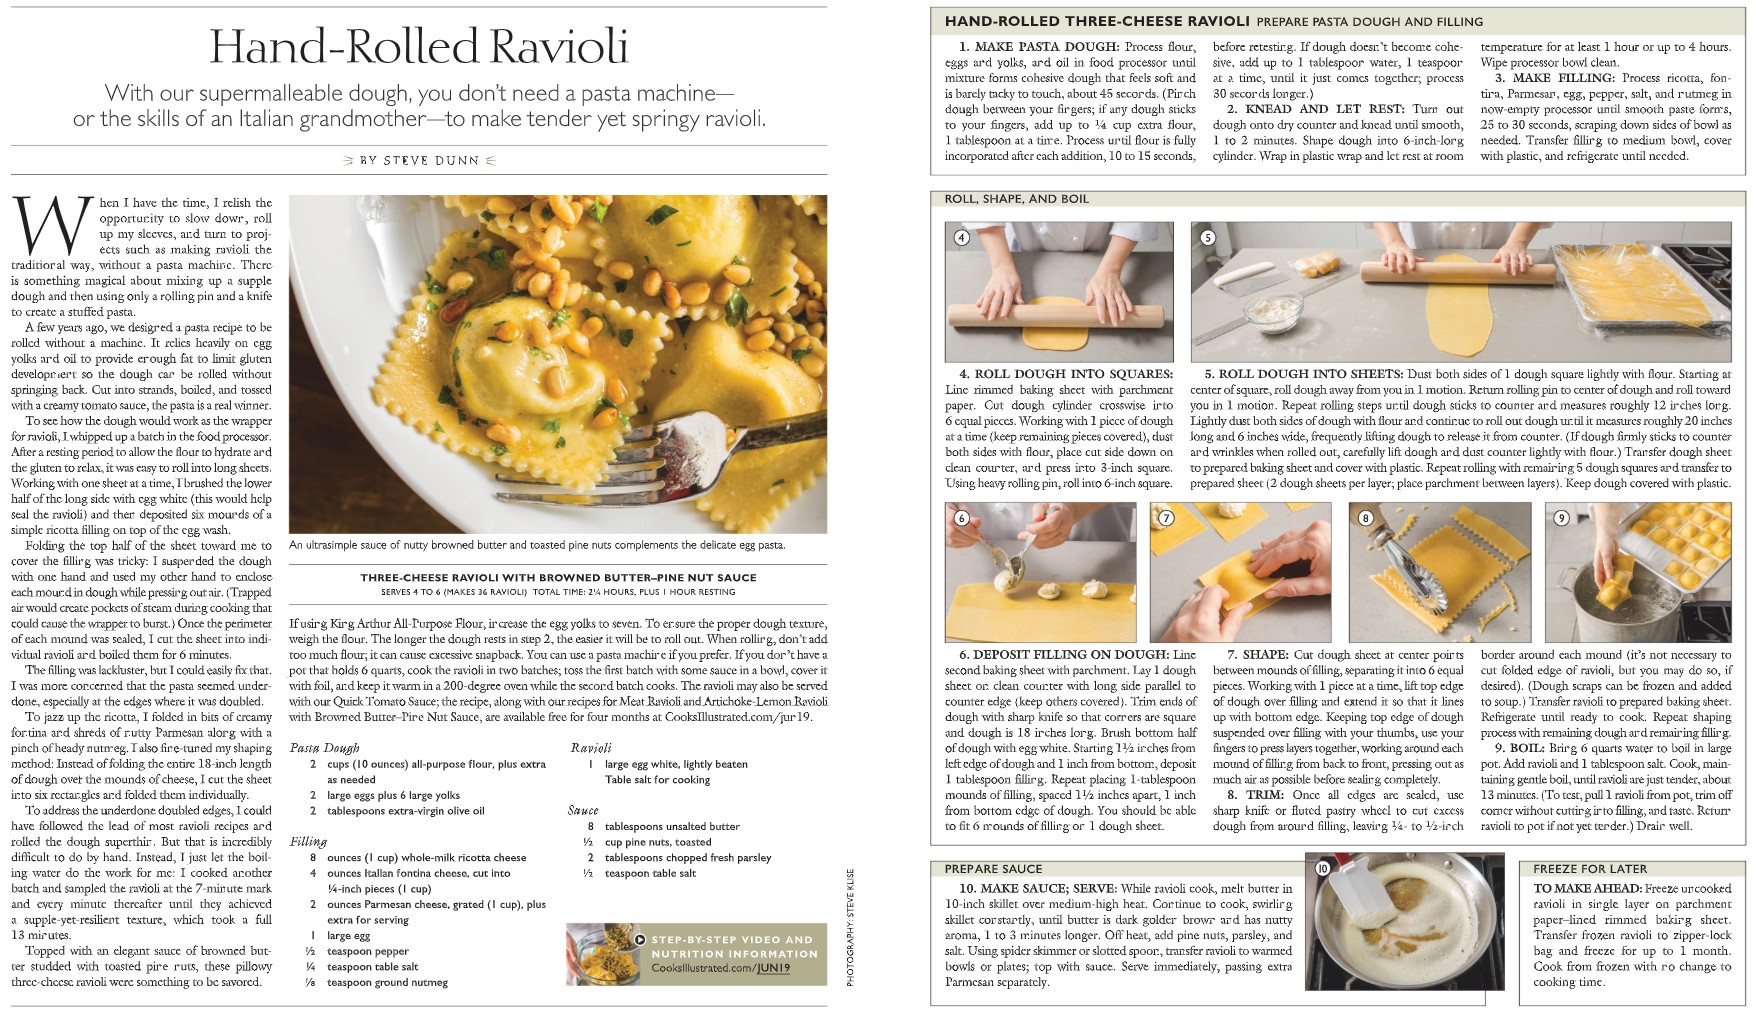 Hand-Rolled Ravioli
With our supermalleable dough, you don't need a pasta machine—
or the skills of an Italian grandmother—to make tender yet springy ravioli.
BY STEVE DUNN
When I have the time, I relish the
opportunity to slow down, roll
up my sleeves, and turn to proj-
ects such as making ravioli the
traditional way, without a pasta machine. There
is something magical about mixing up a supple
dough and then using only a rolling pin and a knife
to create a stuffed pasta.
A few years ago, we designed a pasta recipe to be
rolled without a machine. It relies heavily on egg
yolks and oil to provide enough fat to limit gluten
development so the dough can be rolled without
springing back. Cut into strands, boiled, and tossed
with a creamy tomato sauce, the pasta is a real winner.
To see how the dough would work as the wrapper
for ravioli, I whipped up a batch in the food processor.
After a resting period to allow the flour to hydrate and
the gluten to relax, it was easy to roll into long sheets.
Working with one sheet at a time, I brushed the lower
half of the long side with egg white (this would help
seal the ravioli) and then deposited six mounds of a
simple ricotta filling on top of the egg wash.
Folding the top half of the sheet toward me to
cover the filling was tricky: I suspended the dough
with one hand and used my other hand to enclose
each mound in dough while pressing out air. (Trapped
air would create pockets of steam during cooking that
could cause the wrapper to burst.) Once the perimeter
of each mound was sealed, I cut the sheet into indi-
vidual ravioli and boiled them for 6 minutes.
The filling was lackluster, but I could easily fix that.
I was more concerned that the pasta seemed under-
done, especially at the edges where it was doubled.
To jazz up the ricotta, I folded in bits of creamy
fontina and shreds of nutty Parmesan along with a
pinch of heady nutmeg. I also fine-tuned my shaping
method: Instead of folding the entire 18-inch length
of dough over the mounds of cheese, I cut the sheet
into six rectangles and folded them individually.
To address the underdone doubled edges, I could
have followed the lead of most ravioli recipes and
rolled the dough superthin. But that is incredibly
difficult to do by hand. Instead, I just let the boil-
ing water do the work for me: I cooked another
batch and sampled the ravioli at the 7-minute mark
and every minute thereafter until they achieved
a supple-yet-resilient texture, which took a full
13 minutes.
Topped with an elegant sauce of browned but-
ter studded with toasted pine nuts, these pillowy
three-cheese ravioli were something to be savored.
An ultrasimple sauce of nutty browned butter and toasted pine nuts complements the delicate egg pasta.
THREE-CHEESE RAVIOLI WITH BROWNED BUTTER–PINE NUT SAUCE
SERVES 4 TO 6 (MAKES 36 RAVIOLI) TOTAL TIME: 2¼ HOURS, PLUS 1 HOUR RESTING
If using King Arthur All-Purpose Flour, increase the egg yolks to seven. To ensure the proper dough texture,
weigh the flour. The longer the dough rests in step 2, the easier it will be to roll out. When rolling, don't add
too much flour; it can cause excessive snapback. You can use a pasta machine if you prefer. If you don't have a
pot that holds 6 quarts, cook the ravioli in two batches; toss the first batch with some sauce in a bowl, cover it
with foil, and keep it warm in a 200-degree oven while the second batch cooks. The ravioli may also be served
with our Quick Tomato Sauce; the recipe, along with our recipes for Meat Ravioli and Artichoke-Lemon Ravioli
with Browned Butter–Pine Nut Sauce, are available free for four months at CooksIllustrated.com/jun19.
Pasta Dough
2 cups (10 ounces) all-purpose flour, plus extra
as needed
2 large eggs plus 6 large yolks
2 tablespoons extra-virgin olive oil
Filling
8 ounces (1 cup) whole-milk ricotta cheese
4 ounces Italian fontina cheese, cut into
¼-inch pieces (1 cup)
2 ounces Parmesan cheese, grated (1 cup), plus
extra for serving
1 large egg
½ teaspoon pepper
¼ teaspoon table salt
⅛ teaspoon ground nutmeg
Ravioli
1 large egg white, lightly beaten
Table salt for cooking
Sauce
8 tablespoons unsalted butter
½ cup pine nuts, toasted
2 tablespoons chopped fresh parsley
½ teaspoon table salt
STEP-BY-STEP VIDEO AND
NUTRITION INFORMATION
CooksIllustrated.com/JUN19
PHOTOGRAPHY: STEVE KLISE
HAND-ROLLED THREE-CHEESE RAVIOLI PREPARE PASTA DOUGH AND FILLING
1. MAKE PASTA DOUGH: Process flour,
eggs and yolks, and oil in food processor until
mixture forms cohesive dough that feels soft and
is barely tacky to touch, about 45 seconds. (Pinch
dough between your fingers; if any dough sticks
to your fingers, add up to ¼ cup extra flour,
1 tablespoon at a time. Process until flour is fully
incorporated after each addition, 10 to 15 seconds,
before retesting. If dough doesn't become cohe-
sive, add up to 1 tablespoon water, 1 teaspoon
at a time, until it just comes together; process
30 seconds longer.)
2. KNEAD AND LET REST: Turn out
dough onto dry counter and knead until smooth,
1 to 2 minutes. Shape dough into 6-inch-long
cylinder. Wrap in plastic wrap and let rest at room
temperature for at least 1 hour or up to 4 hours.
Wipe processor bowl clean.
3. MAKE FILLING: Process ricotta, fon-
tina, Parmesan, egg, pepper, salt, and nutmeg in
now-empty processor until smooth paste forms,
25 to 30 seconds, scraping down sides of bowl as
needed. Transfer filling to medium bowl, cover
with plastic, and refrigerate until needed.
ROLL, SHAPE, AND BOIL
4
5
4. ROLL DOUGH INTO SQUARES:
Line rimmed baking sheet with parchment
paper. Cut dough cylinder crosswise into
6 equal pieces. Working with 1 piece of dough
at a time (keep remaining pieces covered), dust
both sides with flour, place cut side down on
clean counter, and press into 3-inch square.
Using heavy rolling pin, roll into 6-inch square.
5. ROLL DOUGH INTO SHEETS: Dust both sides of 1 dough square lightly with flour. Starting at
center of square, roll dough away from you in 1 motion. Return rolling pin to center of dough and roll toward
you in 1 motion. Repeat rolling steps until dough sticks to counter and measures roughly 12 inches long.
Lightly dust both sides of dough with flour and continue to roll out dough until it measures roughly 20 inches
long and 6 inches wide, frequently lifting dough to release it from counter. (If dough firmly sticks to counter
and wrinkles when rolled out, carefully lift dough and dust counter lightly with flour.) Transfer dough sheet
to prepared baking sheet and cover with plastic. Repeat rolling with remaining 5 dough squares and transfer to
prepared sheet (2 dough sheets per layer; place parchment between layers). Keep dough covered with plastic.
6
7
8
9
6. DEPOSIT FILLING ON DOUGH: Line
second baking sheet with parchment. Lay 1 dough
sheet on clean counter with long side parallel to
counter edge (keep others covered). Trim ends of
dough with sharp knife so that corners are square
and dough is 18 inches long. Brush bottom half
of dough with egg white. Starting 1½ inches from
left edge of dough and 1 inch from bottom, deposit
1 tablespoon filling. Repeat placing 1-tablespoon
mounds of filling, spaced 1½ inches apart, 1 inch
from bottom edge of dough. You should be able
to fit 6 mounds of filling on 1 dough sheet.
7. SHAPE: Cut dough sheet at center points
between mounds of filling, separating it into 6 equal
pieces. Working with 1 piece at a time, lift top edge
of dough over filling and extend it so that it lines
up with bottom edge. Keeping top edge of dough
suspended over filling with your thumbs, use your
fingers to press layers together, working around each
mound of filling from back to front, pressing out as
much air as possible before sealing completely.
8. TRIM: Once all edges are sealed, use
sharp knife or fluted pastry wheel to cut excess
dough from around filling, leaving ¼- to ½-inch
border around each mound (it's not necessary to
cut folded edge of ravioli, but you may do so, if
desired). (Dough scraps can be frozen and added
to soup.) Transfer ravioli to prepared baking sheet.
Refrigerate until ready to cook. Repeat shaping
process with remaining dough and remaining filling.
9. BOIL: Bring 6 quarts water to boil in large
pot. Add ravioli and 1 tablespoon salt. Cook, main-
taining gentle boil, until ravioli are just tender, about
13 minutes. (To test, pull 1 ravioli from pot, trim off
corner without cutting into filling, and taste. Return
ravioli to pot if not yet tender.) Drain well.
PREPARE SAUCE
10. MAKE SAUCE; SERVE: While ravioli cook, melt butter in
10-inch skillet over medium-high heat. Continue to cook, swirling
skillet constantly, until butter is dark golden brown and has nutty
aroma, 1 to 3 minutes longer. Off heat, add pine nuts, parsley, and
salt. Using spider skimmer or slotted spoon, transfer ravioli to warmed
bowls or plates; top with sauce. Serve immediately, passing extra
Parmesan separately.
10
FREEZE FOR LATER
TO MAKE AHEAD: Freeze uncooked
ravioli in single layer on parchment
paper–lined rimmed baking sheet.
Transfer frozen ravioli to zipper-lock
bag and freeze for up to 1 month.
Cook from frozen with no change to
cooking time.